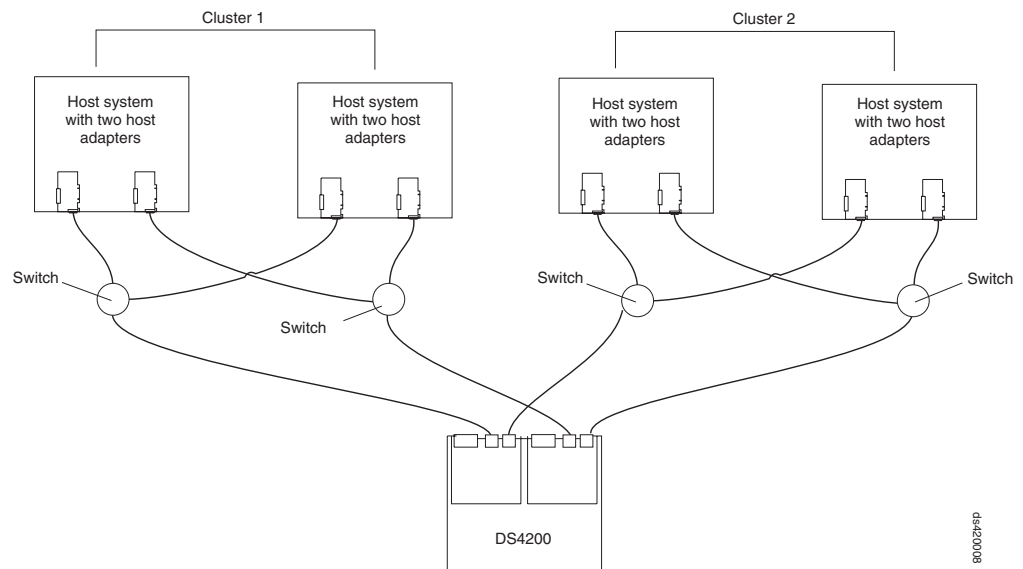 Cluster 1
Cluster 2
Host system
with two host
adapters
Host system
with two host
adapters
Host system
with two host
adapters
Host system
with two host
adapters
Switch
Switch
Switch
Switch
DS4200
ds420008